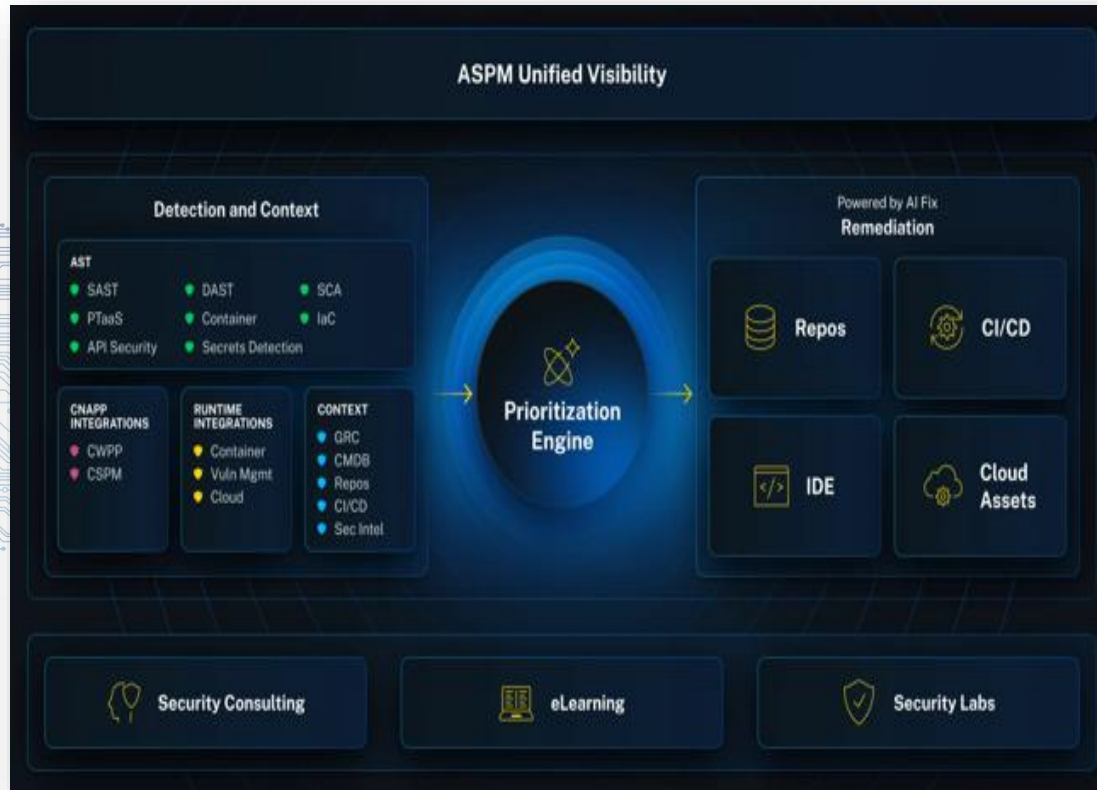 ASPM Unified Visibility
Detection and Context
AST
SAST
DAST
SCA
PTaaS
Container
IaC
API Security
Secrets Detection
CNAPP
INTEGRATIONS
CWPP
CSPM
RUNTIME
INTEGRATIONS
Container
Vuln Mgmt
Cloud
CONTEXT
GRC
CMDB
Repos
CI/CD
Sec Intel
Prioritization
Engine
Powered by AI Fix
Remediation
Repos
CI/CD
</> IDE
Cloud
Assets
Security Consulting
eLearning
Security Labs